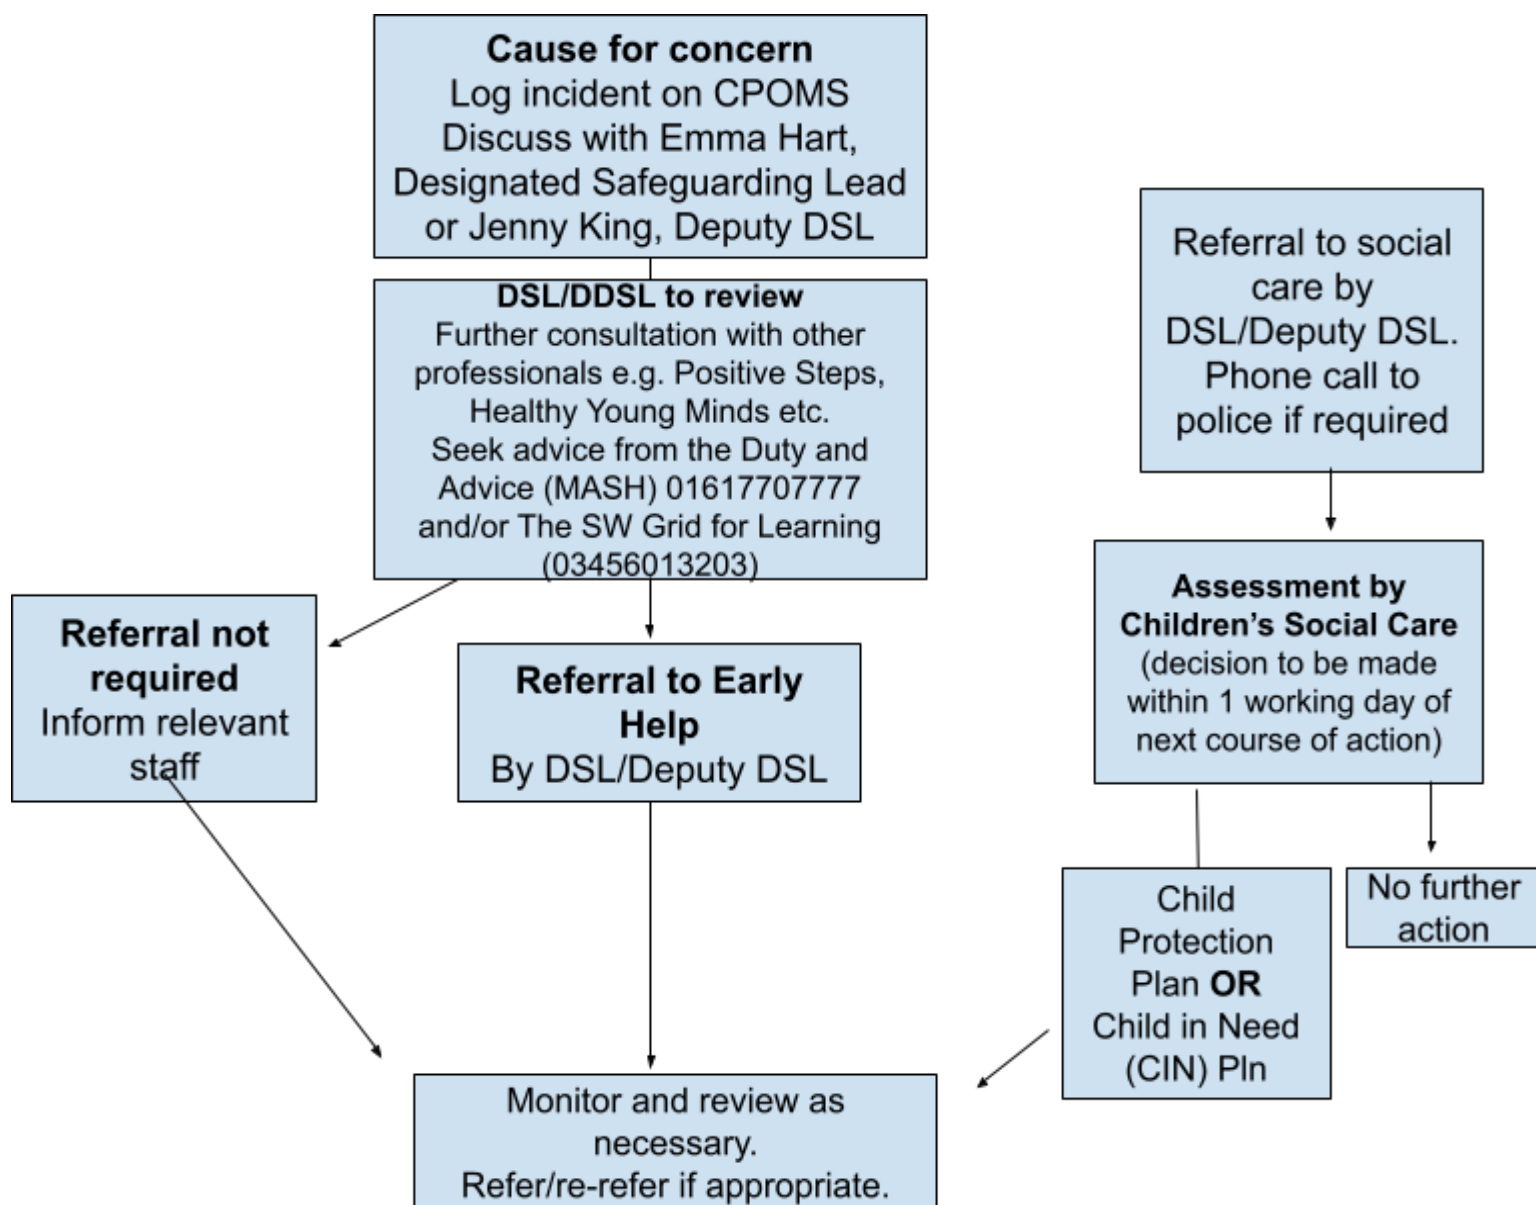 Cause for concern
Log incident on CPOMS
Discuss with Emma Hart,
Designated Safeguarding Lead
or Jenny King, Deputy DSL
DSL/DDSL to review
Further consultation with other
professionals e.g. Positive Steps,
Healthy Young Minds etc.
Seek advice from the Duty and
Advice (MASH) 01617707777
and/or The SW Grid for Learning
(03456013203)
Referral not
required
Inform relevant
staff
Referral to Early
Help
By DSL/Deputy DSL
Referral to social
care by
DSL/Deputy DSL.
Phone call to
police if required
Assessment by
Children’s Social Care
(decision to be made
within 1 working day of
next course of action)
Child
Protection
Plan OR
Child in Need
(CIN) Pln
No further
action
Monitor and review as
necessary.
Refer/re-refer if appropriate.